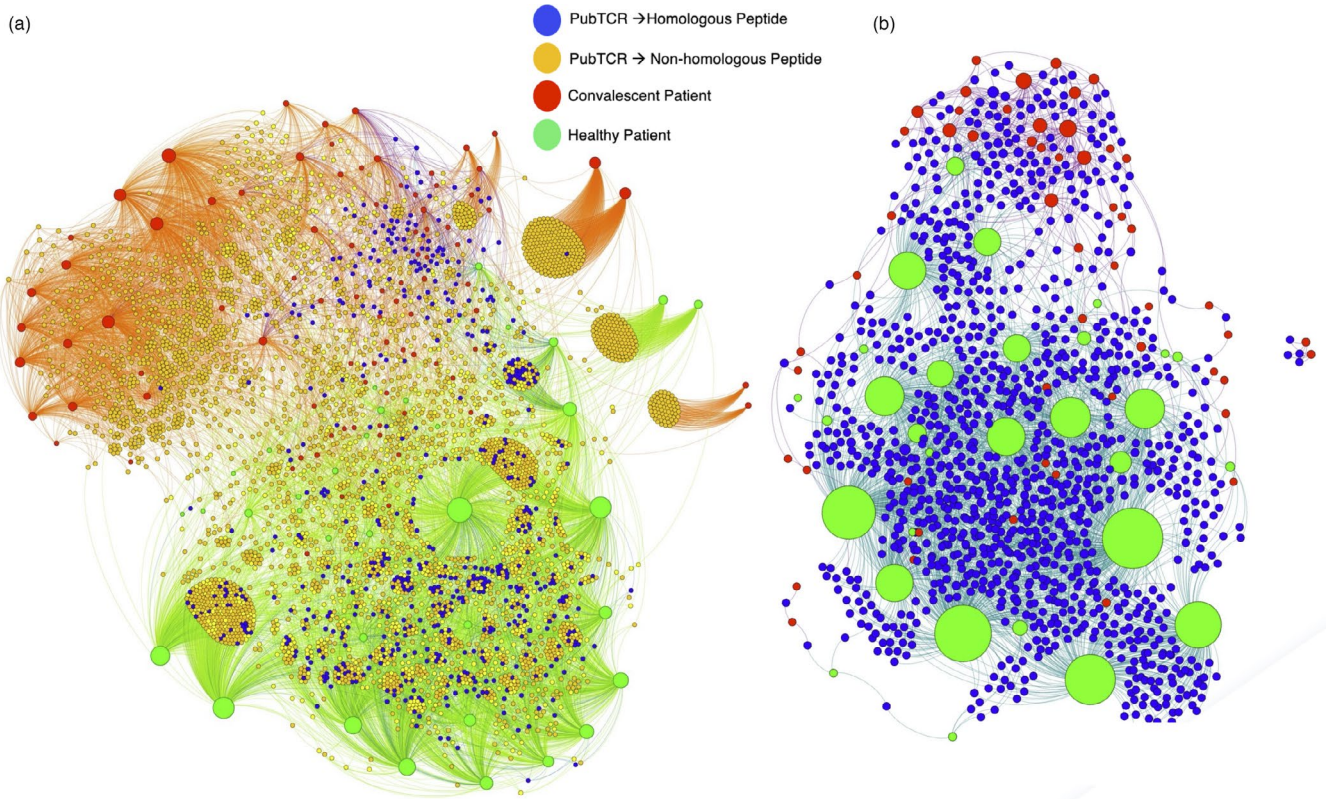 (a)
PubTCR →Homologous Peptide
PubTCR → Non-homologous Peptide
Convalescent Patient
Healthy Patient
(b)